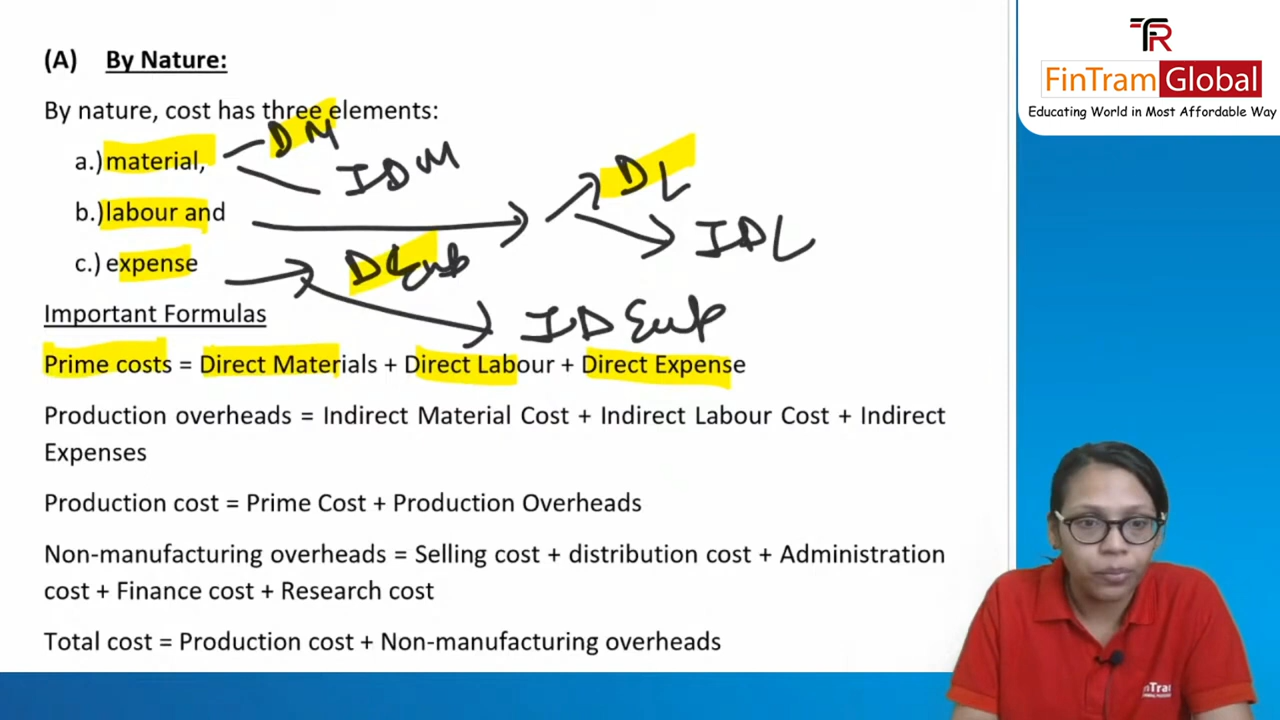 (A) By Nature:
By nature, cost has three elements:
DM
a.) material,
IDM
DL
b.) labour and
IDL
c.) expense
DExp
IDExp
Important Formulas
Prime costs = Direct Materials + Direct Labour + Direct Expense
Production overheads = Indirect Material Cost + Indirect Labour Cost + Indirect
Expenses
Production cost = Prime Cost + Production Overheads
Non-manufacturing overheads = Selling cost + distribution cost + Administration
cost + Finance cost + Research cost
Total cost = Production cost + Non-manufacturing overheads
FinTram Global
Educating World in Most Affordable Way